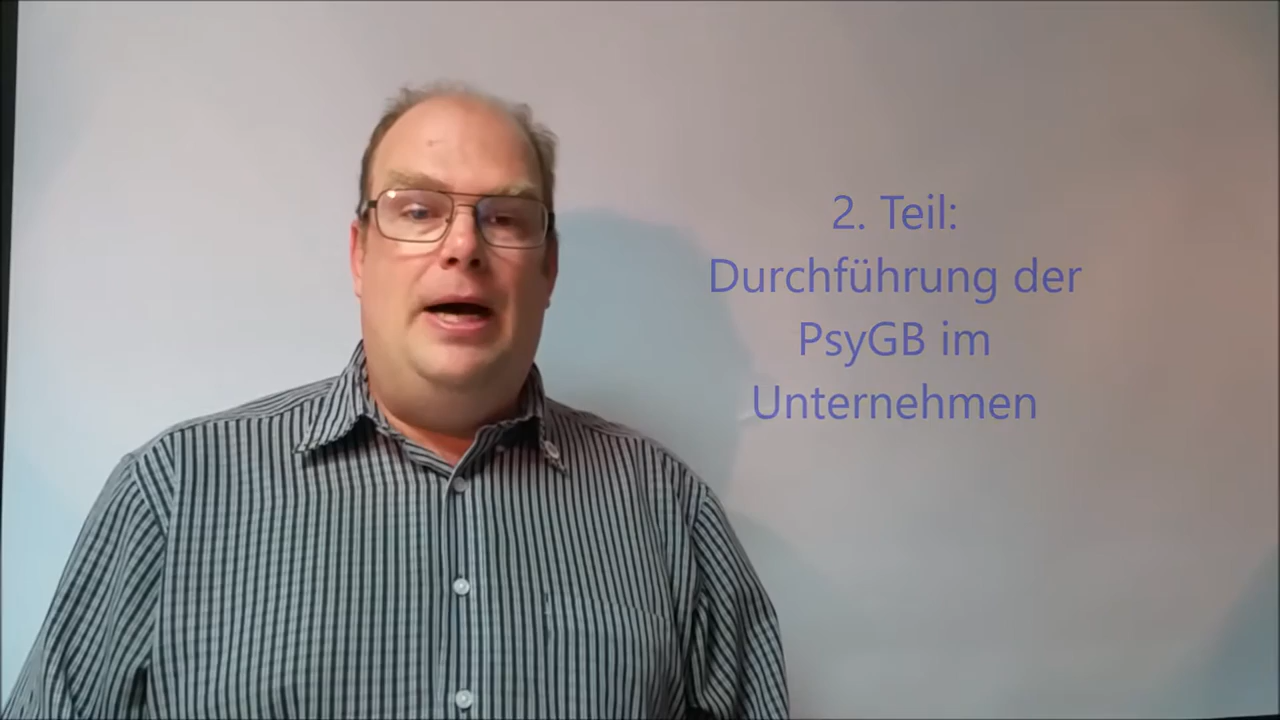 2. Teil:
Durchführung der
PsyGB im
Unternehmen